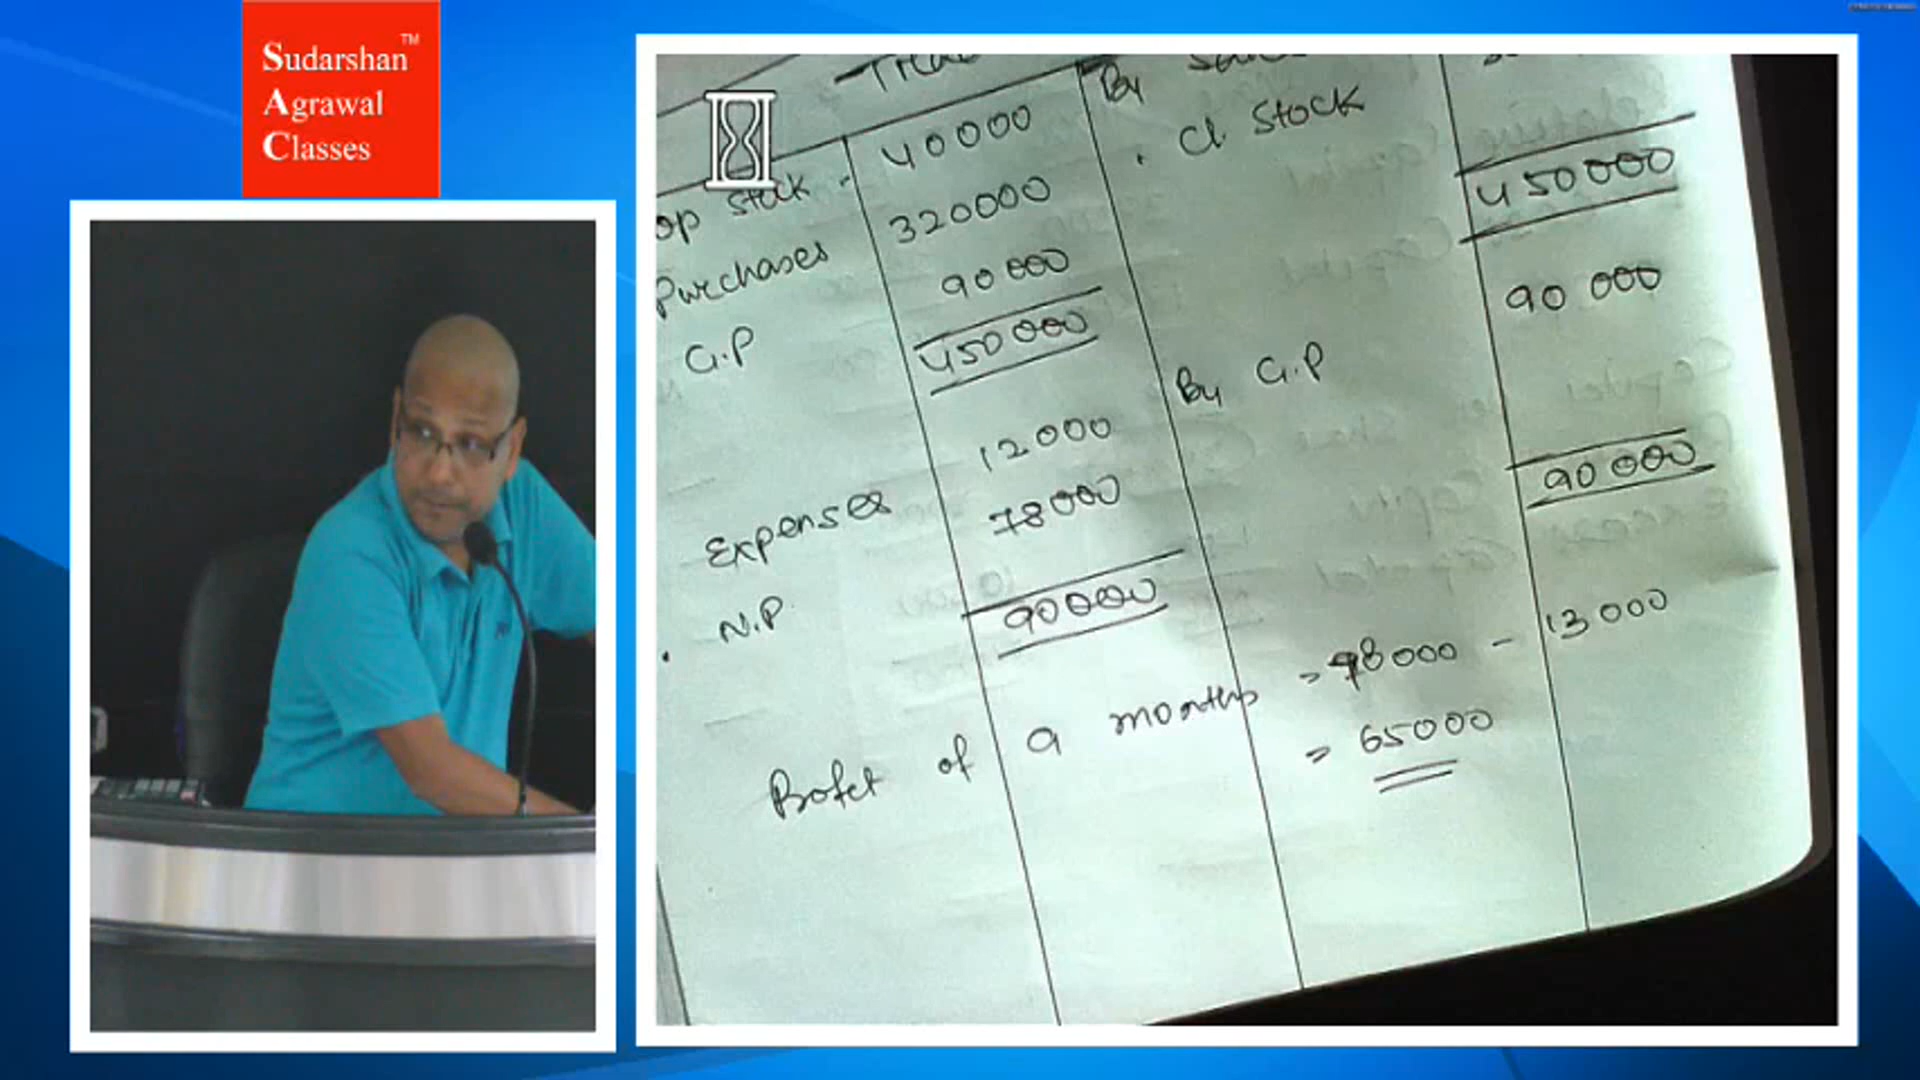 Sudarshan™
Agrawal
Classes
op stock 40000 By
Purchases 320000 Cl. Stock
G.P 90000
450000 450000
By G.P 90000
Expenses 12000
N.P 78000
90000 90000
Profit of 9 months = 78000 - 13000
= 65000